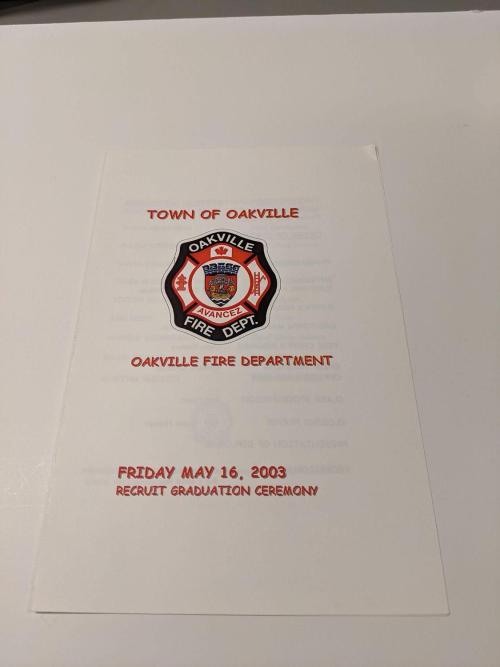 TOWN OF OAKVILLE
OAKVILLE
AVANCEZ
FIRE DEPT.
OAKVILLE FIRE DEPARTMENT
FRIDAY MAY 16, 2003
RECRUIT GRADUATION CEREMONY